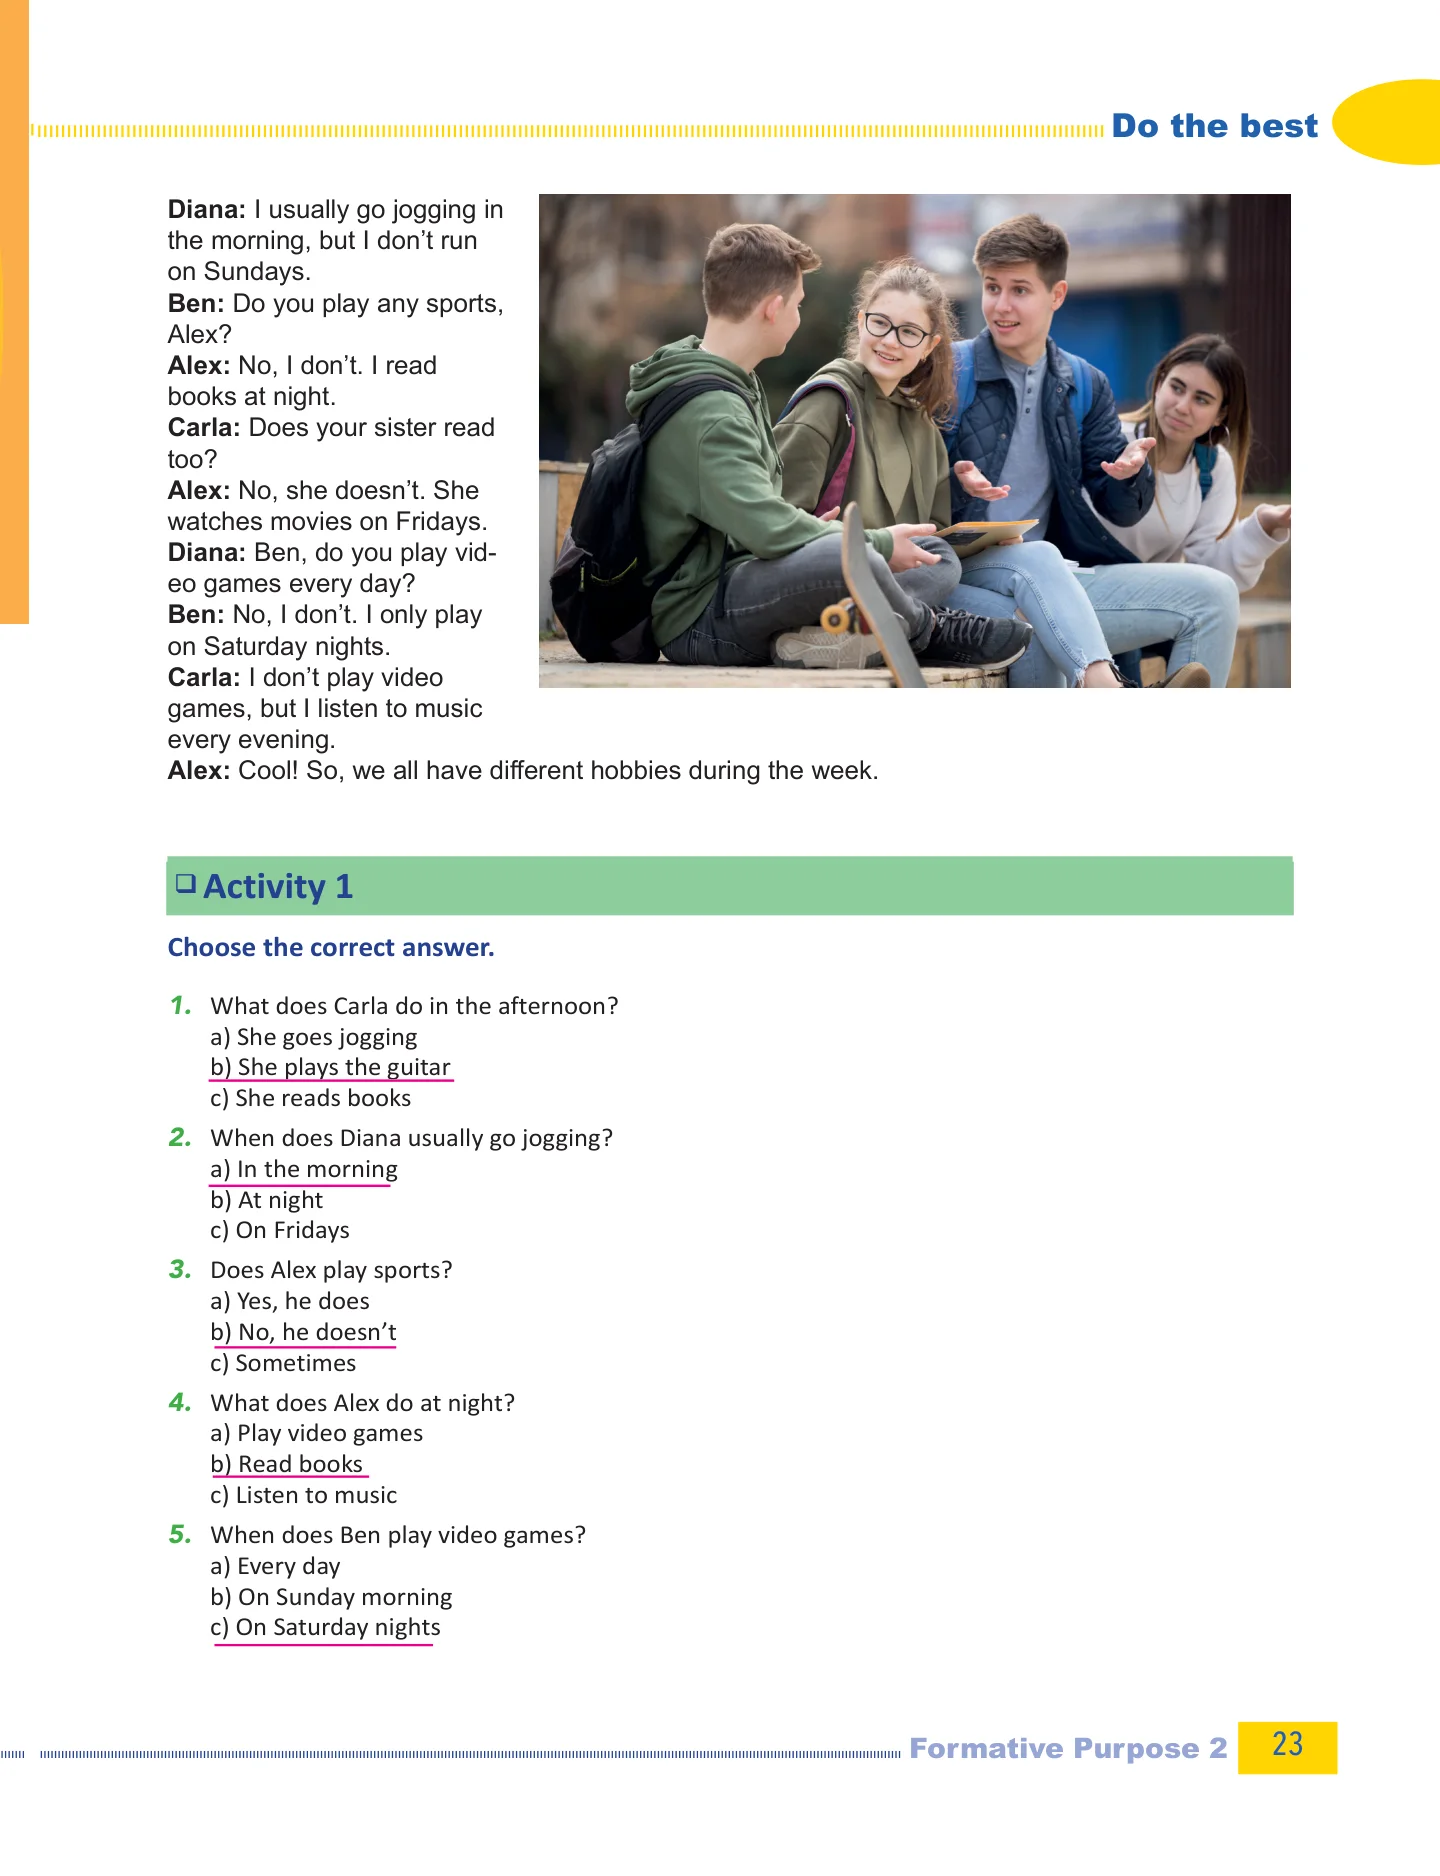 Do the best
Diana: I usually go jogging in
the morning, but I don’t run
on Sundays.
Ben: Do you play any sports,
Alex?
Alex: No, I don’t. I read
books at night.
Carla: Does your sister read
too?
Alex: No, she doesn’t. She
watches movies on Fridays.
Diana: Ben, do you play vid-
eo games every day?
Ben: No, I don’t. I only play
on Saturday nights.
Carla: I don’t play video
games, but I listen to music
every evening.
Alex: Cool! So, we all have different hobbies during the week.
❑ Activity 1
Choose the correct answer.
1. What does Carla do in the afternoon?
a) She goes jogging
b) She plays the guitar
c) She reads books
2. When does Diana usually go jogging?
a) In the morning
b) At night
c) On Fridays
3. Does Alex play sports?
a) Yes, he does
b) No, he doesn’t
c) Sometimes
4. What does Alex do at night?
a) Play video games
b) Read books
c) Listen to music
5. When does Ben play video games?
a) Every day
b) On Sunday morning
c) On Saturday nights
Formative Purpose 2 23